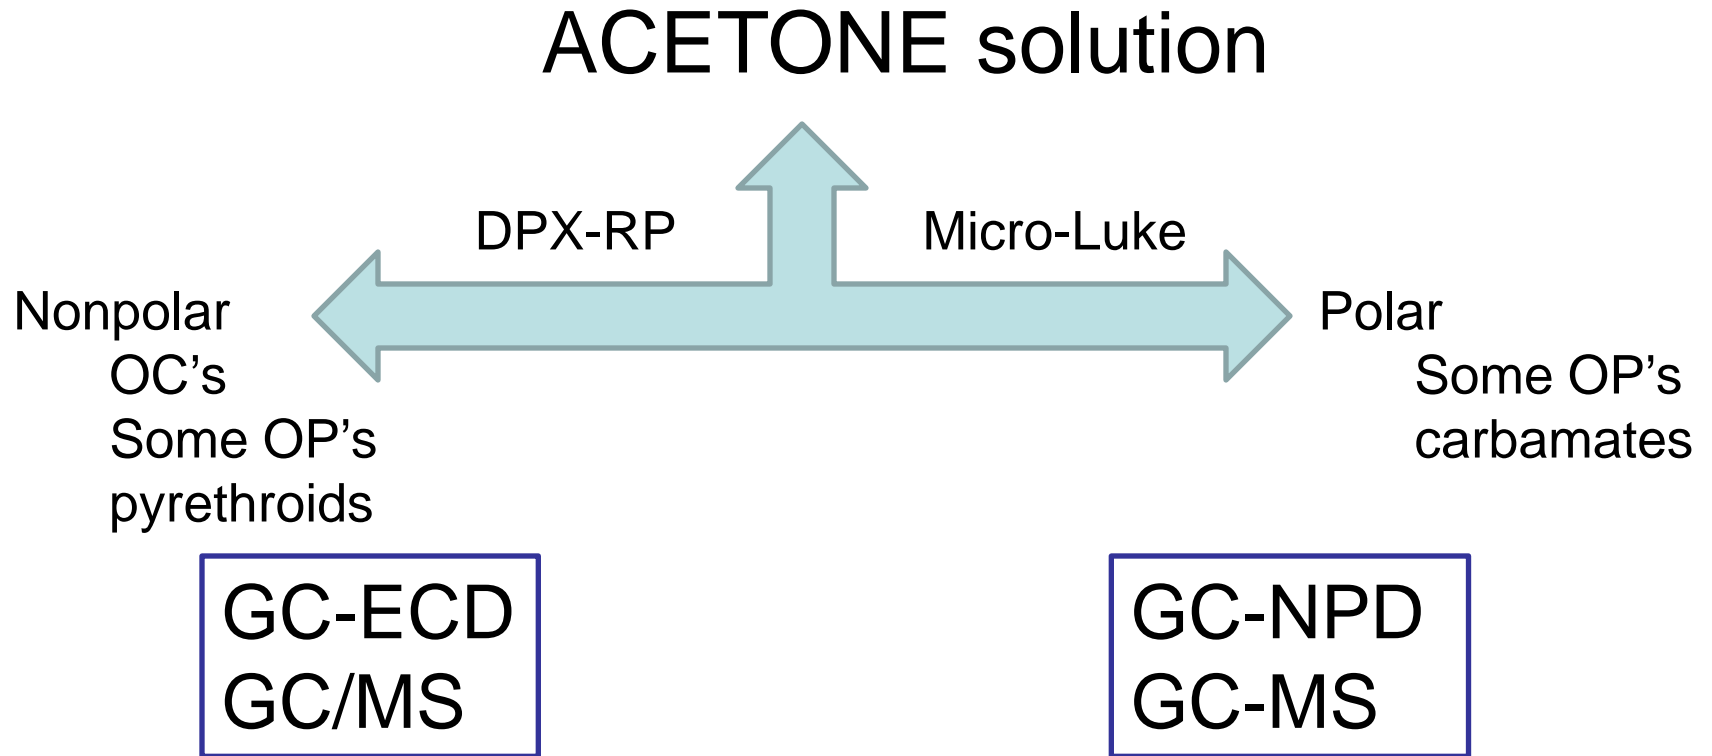 ACETONE solution
DPX-RP
Micro-Luke
Nonpolar
OC’s
Some OP’s
pyrethroids
Polar
Some OP’s
carbamates
GC-ECD
GC/MS
GC-NPD
GC-MS